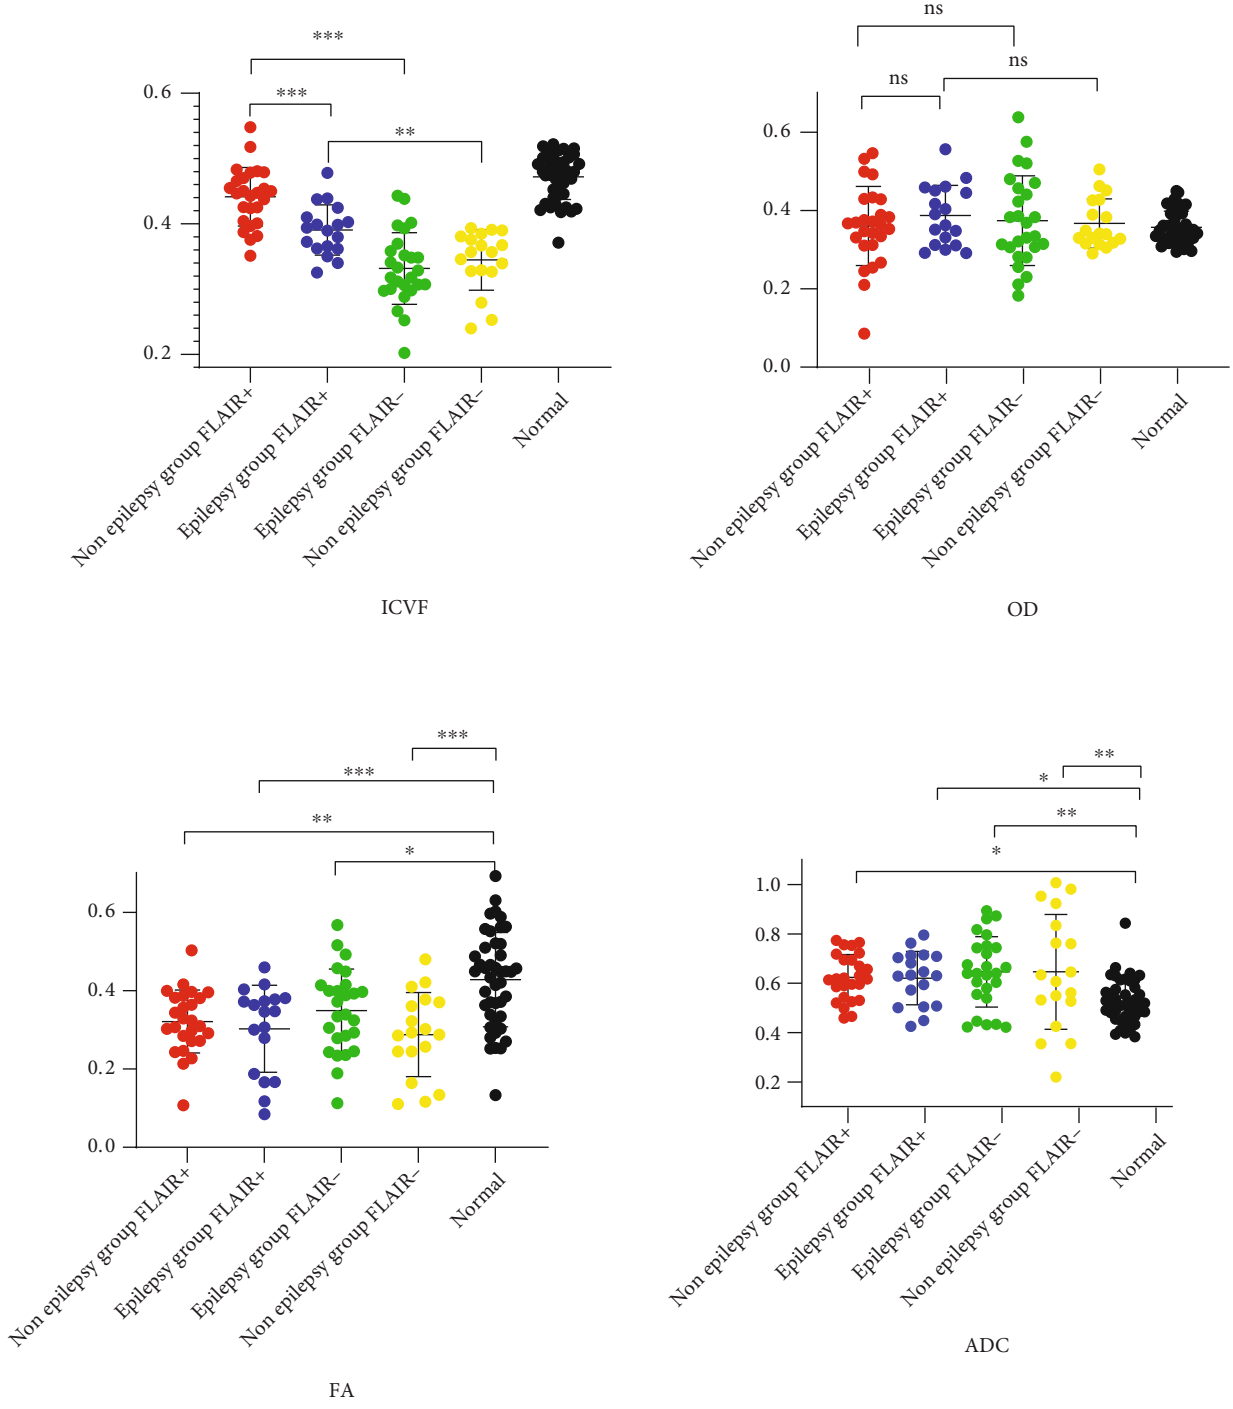 ***
***
**
0.6
0.4
0.2
Non epilepsy group FLAIR+
Epilepsy group FLAIR+
Epilepsy group FLAIR−
Non epilepsy group FLAIR−
Normal
ICVF
ns
ns
ns
0.6
0.4
0.2
0.0
Non epilepsy group FLAIR+
Epilepsy group FLAIR+
Epilepsy group FLAIR−
Non epilepsy group FLAIR−
Normal
OD
***
***
**
*
0.6
0.4
0.2
0.0
Non epilepsy group FLAIR+
Epilepsy group FLAIR+
Epilepsy group FLAIR−
Non epilepsy group FLAIR−
Normal
FA
**
*
**
*
1.0
0.8
0.6
0.4
0.2
Non epilepsy group FLAIR+
Epilepsy group FLAIR+
Epilepsy group FLAIR−
Non epilepsy group FLAIR−
Normal
ADC